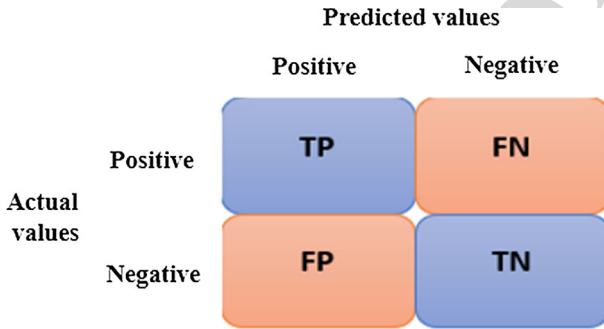 Predicted values
Positive Negative
Positive TP FN
Actual
values
Negative FP TN